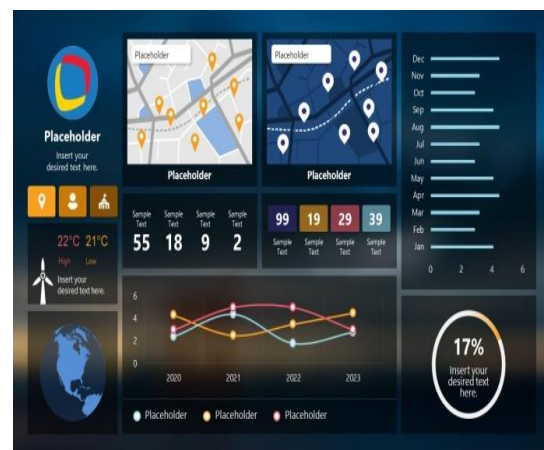 Placeholder
Insert your
desired text here.
22°C 21°C
High Low
Insert your
desired text here.
Placeholder
Placeholder
Placeholder
Placeholder
Sample Text
Sample Text
Sample Text
Sample Text
55 18 9 2
99 19 29 39
Sample Text
Sample Text
Sample Text
Sample Text
6
4
2
0
2020 2021 2022 2023
Placeholder Placeholder Placeholder
Dec
Nov
Oct
Sep
Aug
Jul
Jun
May
Apr
Mar
Feb
Jan
0 2 4 6
17%
Insert your
desired text
here.